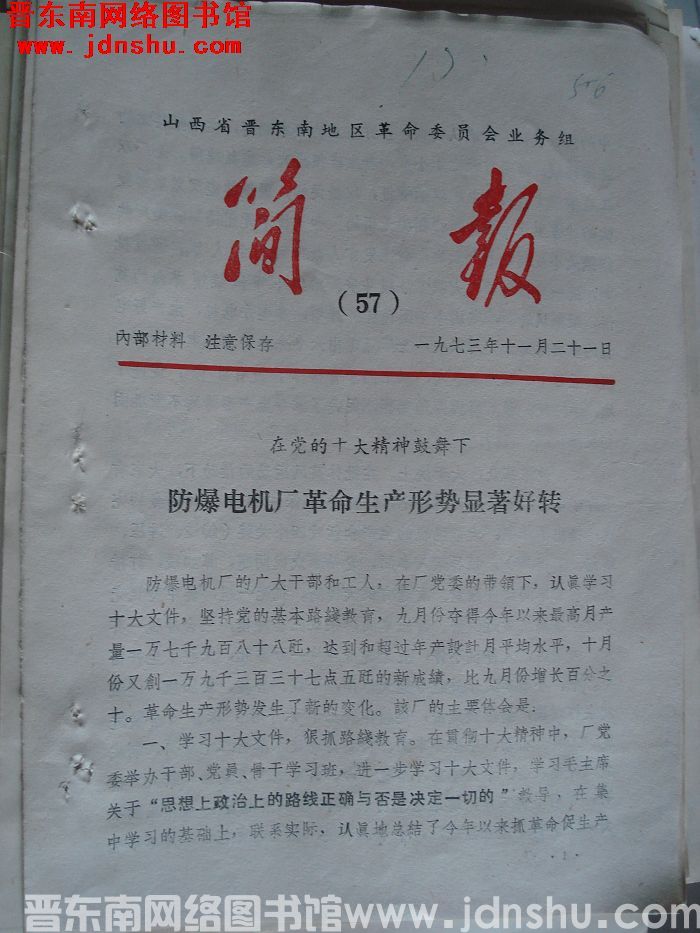 晋东南网络图书馆
www.jdnshu.com
556
山西省晋东南地区革命委员会业务组
简报
(57)
內部材料 注意保存 一九七三年十一月二十一日
在党的十大精神鼓舞下
防爆电机厂革命生产形势显著好转
防爆电机厂的广大干部和工人，在厂党委的带領下，认眞学习
十大文件，坚持党的基本路綫敎育，九月份夺得今年以来最高月产
量一万七千九百八十八瓩，达到和超过年产設計月平均水平，十月
份又創一万九千三百三十七点五瓩的新成績，比九月份增长百分之
十。革命生产形势发生了新的变化。該厂的主要体会是：
一、学习十大文件，狠抓路綫敎育。在貫彻十大精神中，厂党
委举办干部、党员、骨干学习班，进一步学习十大文件，学习毛主席
关于“思想上政治上的路线正确与否是决定一切的”敎导，在集
中学习的基础上，联系实际，认眞地总结了今年以来抓革命促生产
·1·
晋东南网络图书馆www.jdnshu.com